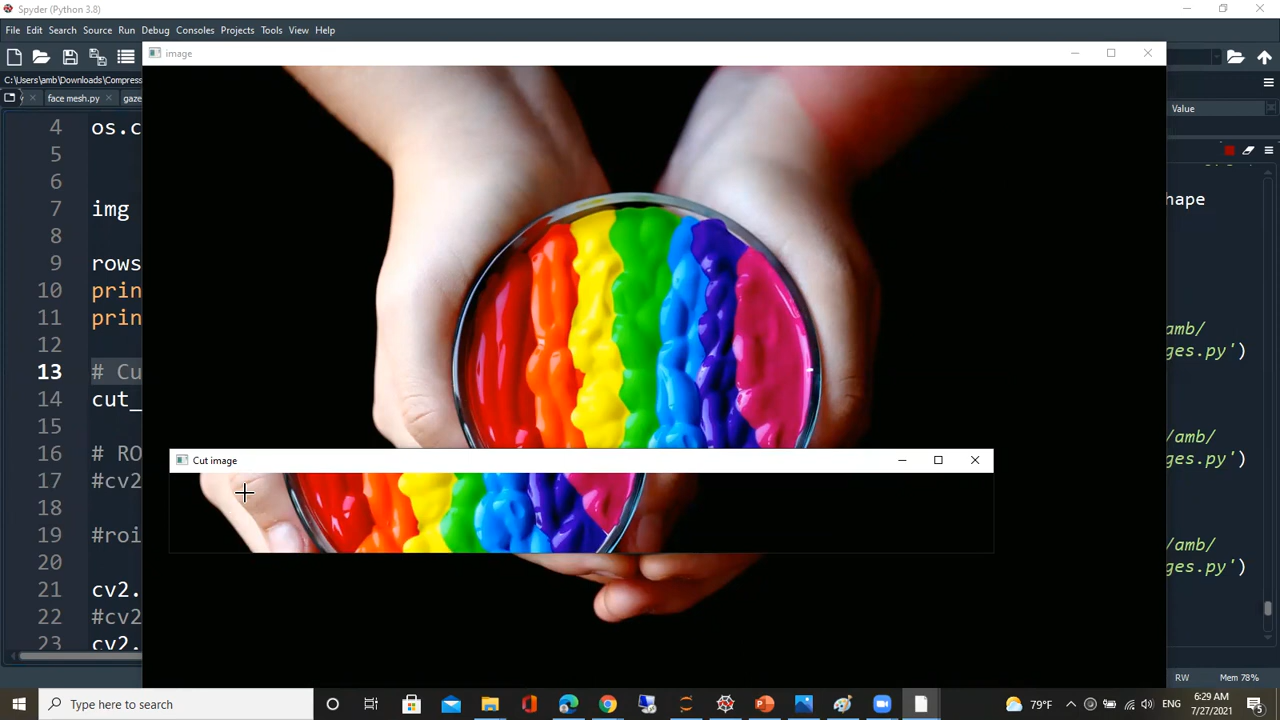 Spyder (Python 3.8)
File Edit Search Source Run Debug Consoles Projects Tools View Help
image
C:\Users\amb\Downloads\Compress
face mesh.py
gaze
Value
4 os.c
5
6
7 img
8
9 rows
10 prin
11 prin
12
13 # Cu
14 cut_
15
16 # RO
17 #cv2
18
19 #roi
20
21 cv2.
22 #cv2
23 cv2.
hape
/amb/
ges.py')
/amb/
ges.py')
/amb/
ges.py')
Cut image
RW Mem 78%
Type here to search
79°F
ENG
6:29 AM
7/27/2021
5